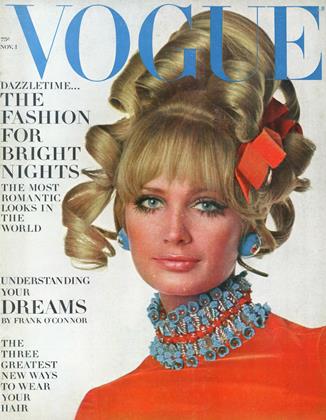 VOGUE
75¢
NOV. 1
DAZZLETIME...
THE
FASHION
FOR
BRIGHT
NIGHTS
THE MOST
ROMANTIC
LOOKS IN
THE
WORLD
UNDERSTANDING
YOUR
DREAMS
BY FRANK O'CONNOR
THE
THREE
GREATEST
NEW WAYS
TO WEAR
YOUR
HAIR